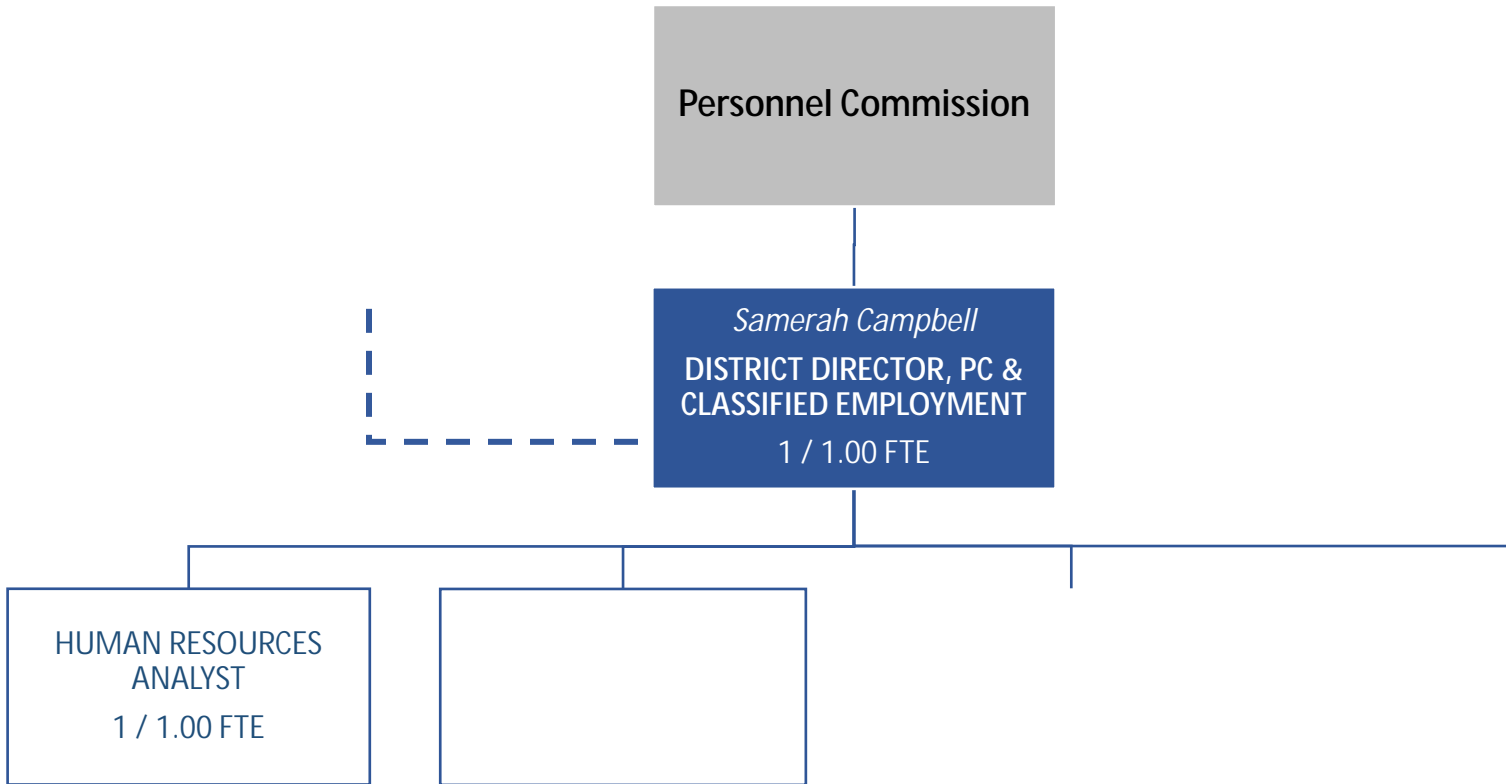 Personnel Commission
Samerah Campbell
DISTRICT DIRECTOR, PC &
CLASSIFIED EMPLOYMENT
1 / 1.00 FTE
HUMAN RESOURCES
ANALYST
1 / 1.00 FTE